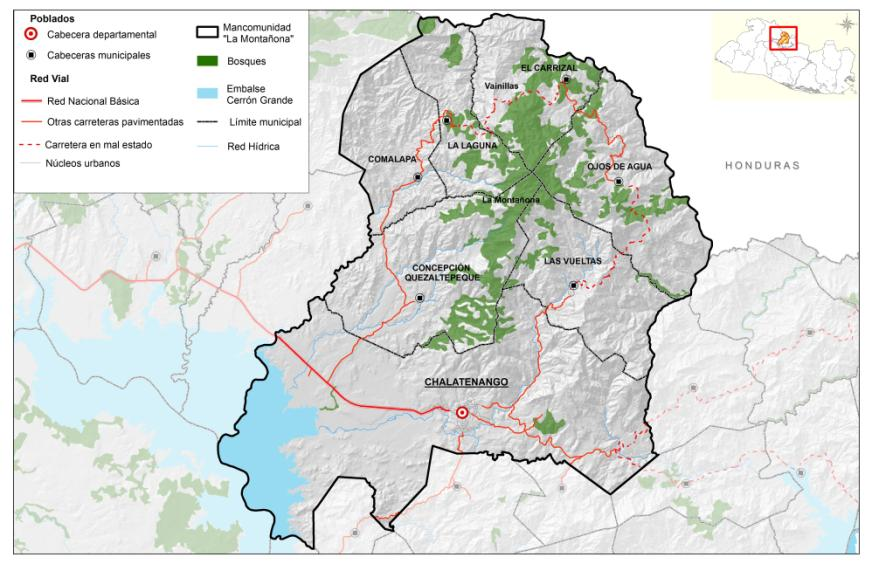 Poblados
Cabecera departamental
Cabeceras municipales
Red Vial
Red Nacional Básica
Otras carreteras pavimentadas
Carretera en mal estado
Núcleos urbanos
Mancomunidad
"La Montañona"
Bosques
Embalse
Cerrón Grande
Límite municipal
Red Hídrica
EL CARRIZAL
Vainillas
LA LAGUNA
COMALAPA
OJOS DE AGUA
HONDURAS
La Montañona
LAS VUELTAS
CONCEPCIÓN
QUEZALTEPEQUE
CHALATENANGO